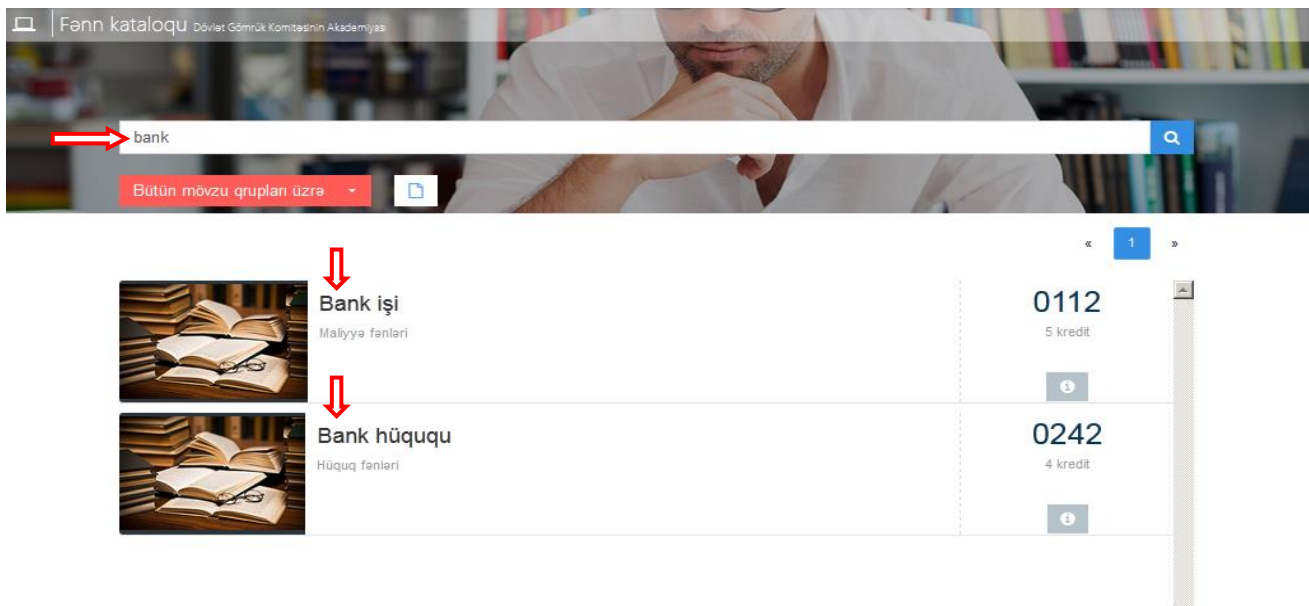 Fənn kataloqu Dövlət Gömrük Komitəsinin Akademiyası
bank
Bütün mövzu qrupları üzrə
« 1 »
Bank işi
Maliyyə fənləri
0112
5 kredit
Bank hüququ
Hüquq fənləri
0242
4 kredit